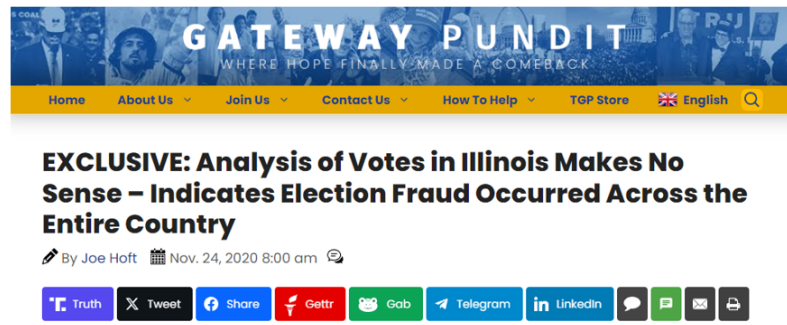 GATEWAY PUNDIT
WHERE HOPE FINALLY MADE A COMEBACK
Home About Us Join Us Contact Us How To Help TGP Store English
EXCLUSIVE: Analysis of Votes in Illinois Makes No
Sense – Indicates Election Fraud Occurred Across the
Entire Country
By Joe Hoft Nov. 24, 2020 8:00 am
Truth Tweet Share Gettr Gab Telegram LinkedIn